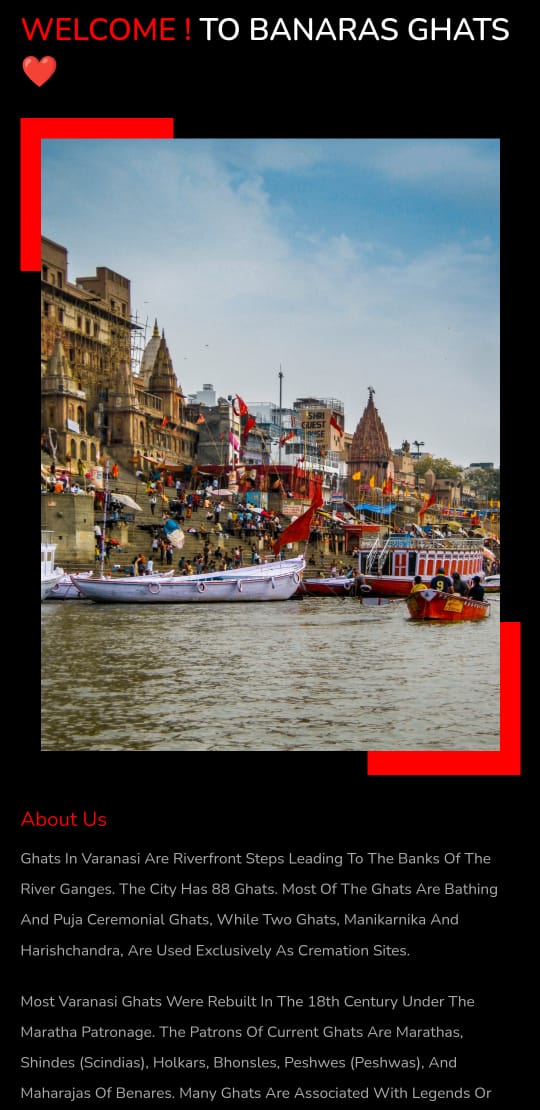 WELCOME ! TO BANARAS GHATS
❤️
SHRI
GUEST
9
About Us
Ghats In Varanasi Are Riverfront Steps Leading To The Banks Of The
River Ganges. The City Has 88 Ghats. Most Of The Ghats Are Bathing
And Puja Ceremonial Ghats, While Two Ghats, Manikarnika And
Harishchandra, Are Used Exclusively As Cremation Sites.
Most Varanasi Ghats Were Rebuilt In The 18th Century Under The
Maratha Patronage. The Patrons Of Current Ghats Are Marathas,
Shindes (Scindias), Holkars, Bhonsles, Peshwes (Peshwas), And
Maharajas Of Benares. Many Ghats Are Associated With Legends Or